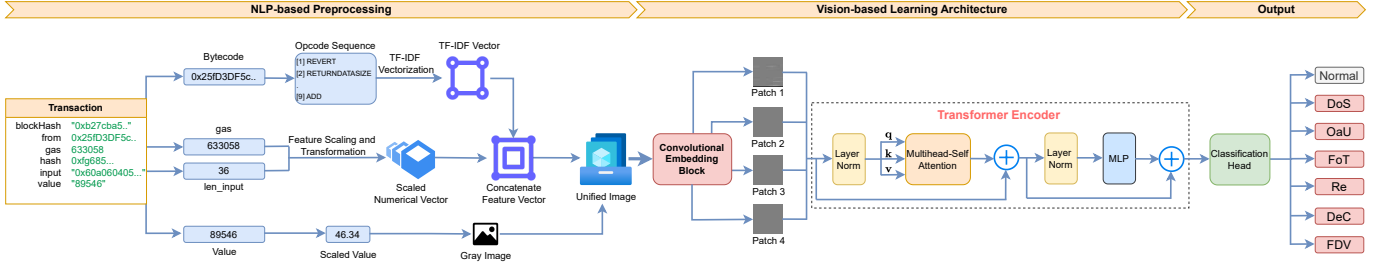 NLP-based Preprocessing
Vision-based Learning Architecture
Output
Transaction
blockHash "0xb27cba5.."
from 0x25fD3DF5c..
gas 633058
hash 0xfg685...
input "0x60a060405..."
value "89546"
Bytecode
0x25fD3DF5c..
Opcode Sequence
[1] REVERT
[2] RETURNDATASIZE
.
[9] ADD
TF-IDF
Vectorization
TF-IDF Vector
gas
633058
36
len_input
Feature Scaling and
Transformation
Scaled
Numerical Vector
Concatenate
Feature Vector
Unified Image
89546
Value
46.34
Scaled Value
Gray Image
Convolutional
Embedding
Block
Patch 1
Patch 2
Patch 3
Patch 4
Transformer Encoder
Layer
Norm
q
k
v
Multihead-Self
Attention
Layer
Norm
MLP
Classification
Head
Normal
DoS
OaU
FoT
Re
DeC
FDV